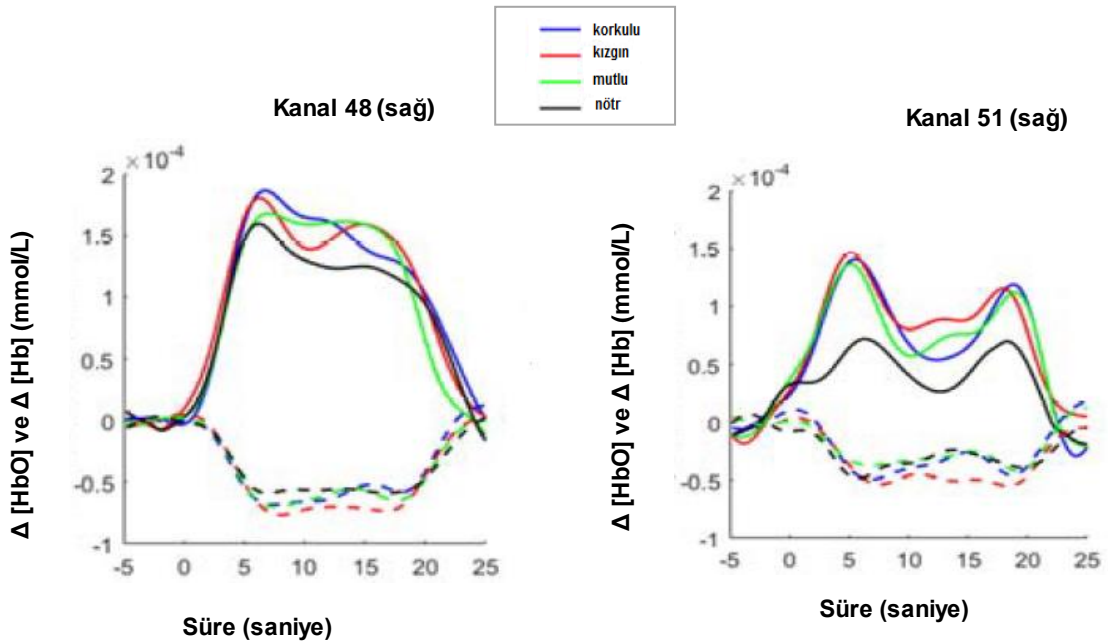 korkulu
kızgın
mutlu
nötr
Kanal 48 (sağ)
Kanal 51 (sağ)
×10-4
2
1.5
1
0.5
0
-0.5
-1
-5 0 5 10 15 20 25
Δ [HbO] ve Δ [Hb] (mmol/L)
Süre (saniye)
×10-4
2
1.5
1
0.5
0
-0.5
-1
-5 0 5 10 15 20 25
Δ [HbO] ve Δ [Hb] (mmol/L)
Süre (saniye)